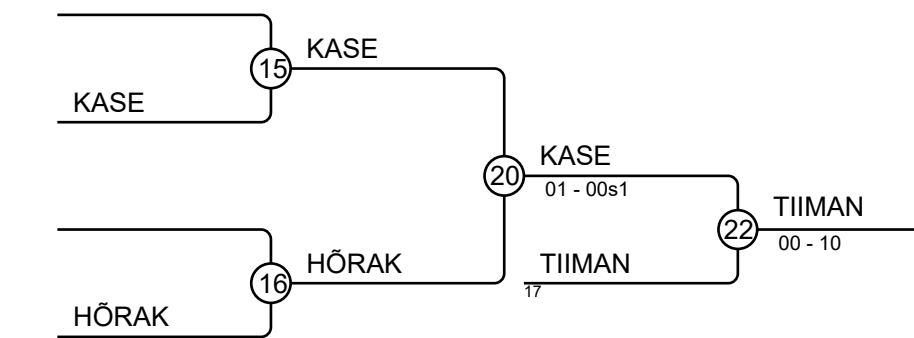 KASE
15
KASE
KASE
20
01 - 00s1
TIIMAN
22
00 - 10
HÕRAK
TIIMAN
17
16
HÕRAK